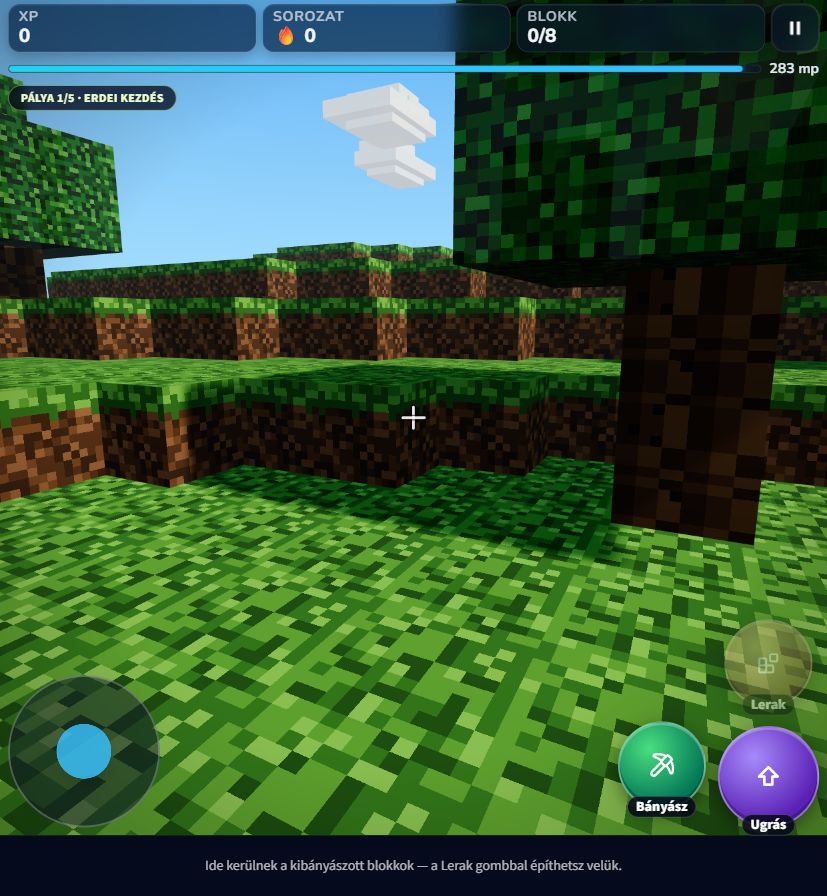 XP
0
SOROZAT
🔥 0
BLOKK
0/8
283 mp
PÁLYA 1/5 · ERDEI KEZDÉS
Lerak
Bányász
Ugrás
Ide kerülnek a kibányászott blokkok — a Lerak gombbal építhetsz velük.